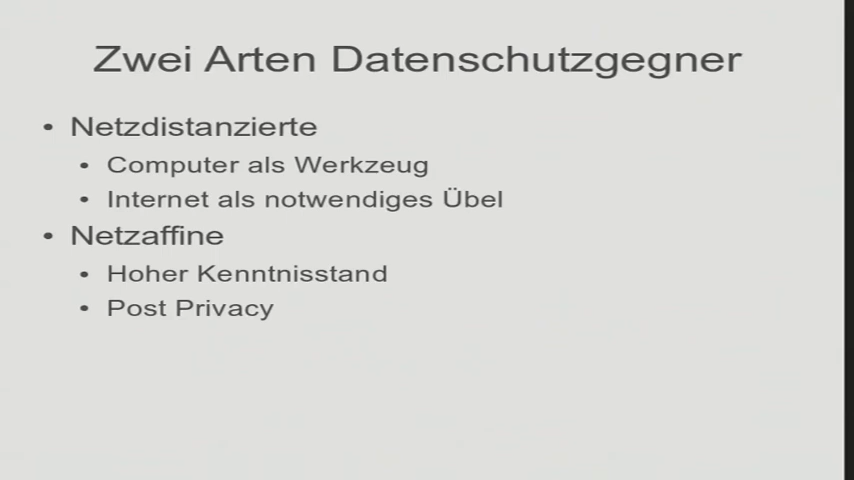 Zwei Arten Datenschutzgegner
• Netzdistanzierte
• Computer als Werkzeug
• Internet als notwendiges Übel
• Netzaffine
• Hoher Kenntnisstand
• Post Privacy